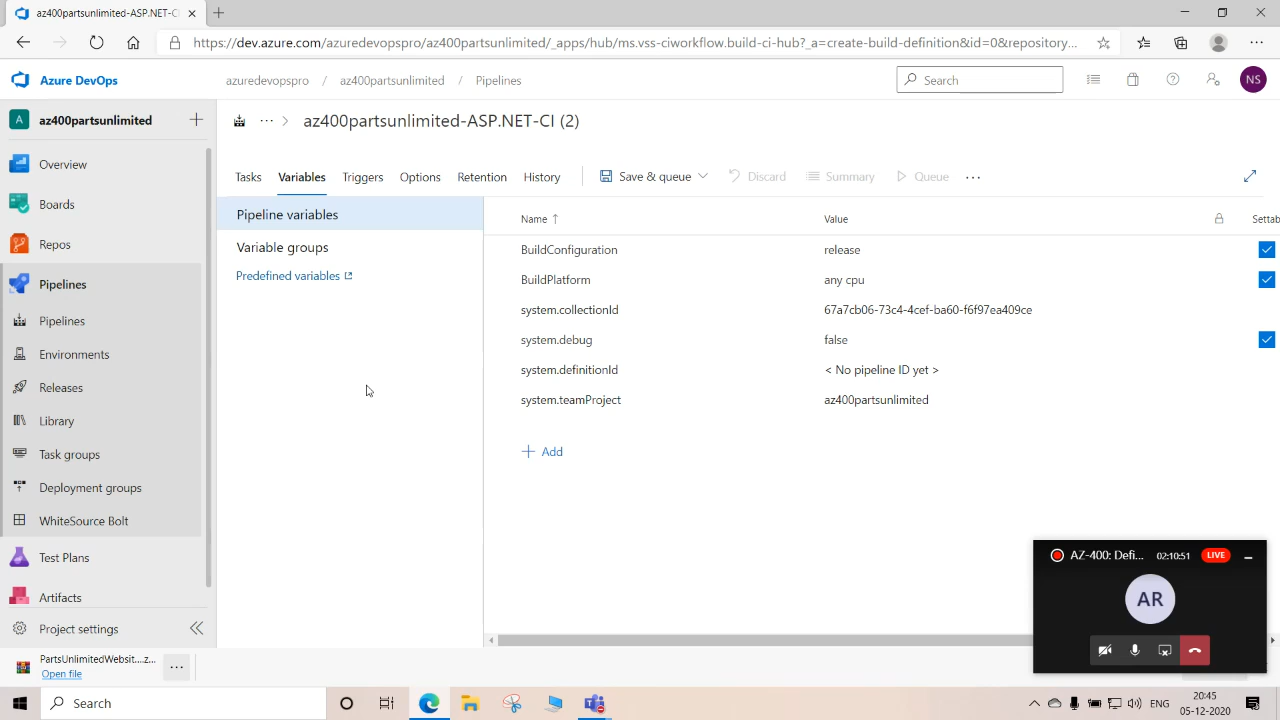 az400partsunlimited-ASP.NET-CI
https://dev.azure.com/azuredevopspro/az400partsunlimited/_apps/hub/ms.vss-ciworkflow.build-ci-hub?_a=create-build-definition&id=0&repository...
Azure DevOps
azuredevopspro / az400partsunlimited / Pipelines
Search
NS
A
az400partsunlimited
... > az400partsunlimited-ASP.NET-CI (2)
Overview
Boards
Repos
Pipelines
Pipelines
Environments
Releases
Library
Task groups
Deployment groups
WhiteSource Bolt
Test Plans
Artifacts
Project settings
Tasks Variables Triggers Options Retention History Save & queue Discard Summary Queue ...
Pipeline variables
Variable groups
Predefined variables
Name Value Settab
BuildConfiguration release
BuildPlatform any cpu
system.collectionId 67a7cb06-73c4-4cef-ba60-f6f97ea409ce
system.debug false
system.definitionId < No pipeline ID yet >
system.teamProject az400partsunlimited
+ Add
AZ-400: Defi... 02:10:51 LIVE
AR
PartsUnlimitedWebsit....z...
Open file
...
Search
ENG
20:45
05-12-2020